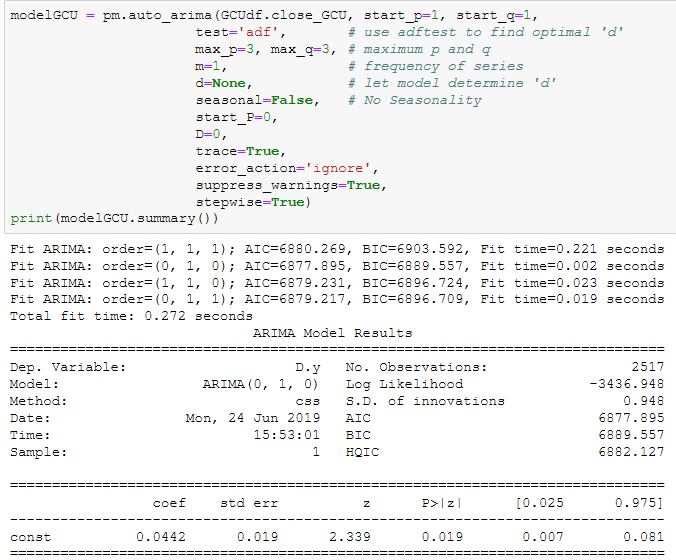 modelGCU = pm.auto_arima(GCUdf.close_GCU, start_p=1, start_q=1,
test='adf', # use adftest to find optimal 'd'
max_p=3, max_q=3, # maximum p and q
m=1, # frequency of series
d=None, # let model determine 'd'
seasonal=False, # No Seasonality
start_P=0,
D=0,
trace=True,
error_action='ignore',
suppress_warnings=True,
stepwise=True)
print(modelGCU.summary())
Fit ARIMA: order=(1, 1, 1); AIC=6880.269, BIC=6903.592, Fit time=0.221 seconds
Fit ARIMA: order=(0, 1, 0); AIC=6877.895, BIC=6889.557, Fit time=0.002 seconds
Fit ARIMA: order=(1, 1, 0); AIC=6879.231, BIC=6896.724, Fit time=0.023 seconds
Fit ARIMA: order=(0, 1, 1); AIC=6879.217, BIC=6896.709, Fit time=0.019 seconds
Total fit time: 0.272 seconds
ARIMA Model Results
==============================================================================
Dep. Variable: D.y No. Observations: 2517
Model: ARIMA(0, 1, 0) Log Likelihood -3436.948
Method: css S.D. of innovations 0.948
Date: Mon, 24 Jun 2019 AIC 6877.895
Time: 15:53:01 BIC 6889.557
Sample: 1 HQIC 6882.127
==============================================================================
coef std err z P>|z| [0.025 0.975]
------------------------------------------------------------------------------
const 0.0442 0.019 2.339 0.019 0.007 0.081
==============================================================================